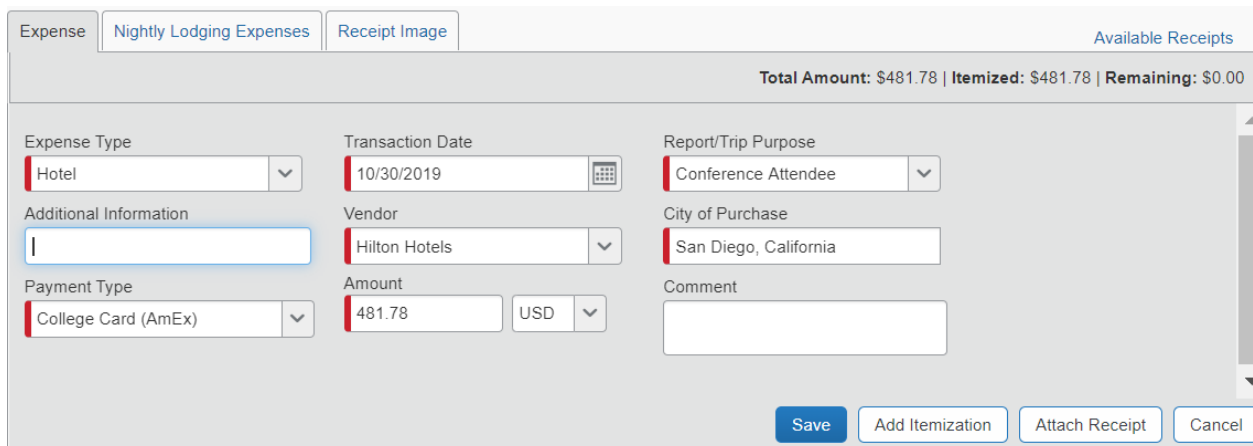 Expense Nightly Lodging Expenses Receipt Image Available Receipts
Total Amount: $481.78 | Itemized: $481.78 | Remaining: $0.00
Expense Type Transaction Date Report/Trip Purpose
Hotel 10/30/2019 Conference Attendee
Additional Information Vendor City of Purchase
Hilton Hotels San Diego, California
Payment Type Amount Comment
College Card (AmEx) 481.78 USD
Save Add Itemization Attach Receipt Cancel